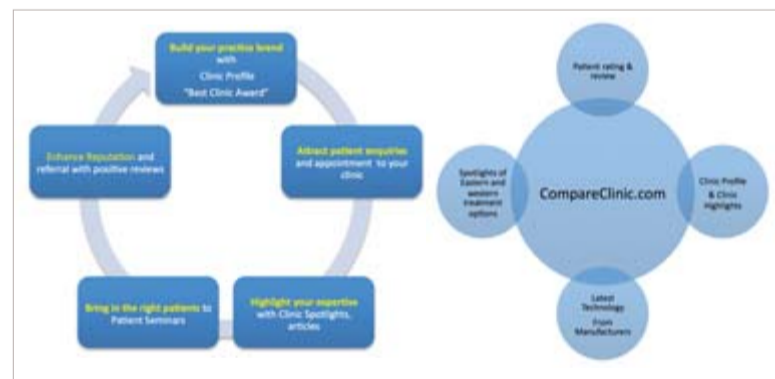 Build your practice brand
with
Clinic Profile
"Best Clinic Award"
Attract patient enquiries
and appointment to your
clinic
Highlight your expertise
with Clinic Spotlights,
articles
Bring in the right patients to
Patient Seminars
Enhance Reputation and
referral with positive reviews
Patient rating &
review
Spotlights of
Eastern and
western
treatment
options
CompareClinic.com
Clinic Profile
& Clinic
Highlights
Latest
Technology
From
Manufacturers